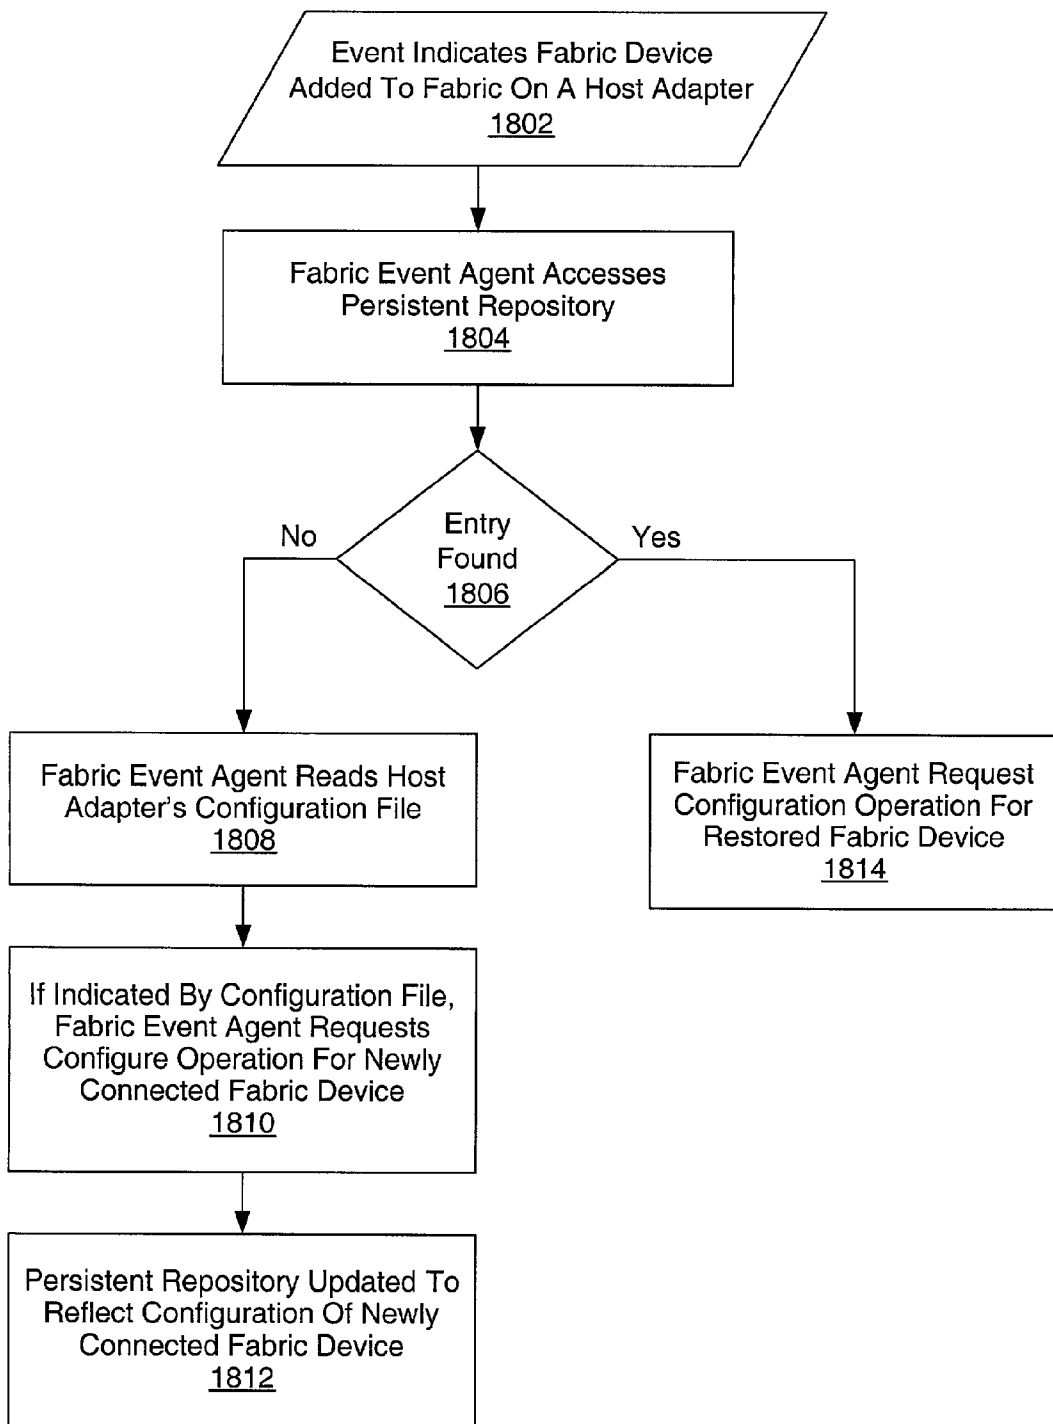 Event Indicates Fabric Device
Added To Fabric On A Host Adapter
1802
Fabric Event Agent Accesses
Persistent Repository
1804
Entry
Found
1806
No
Yes
Fabric Event Agent Reads Host
Adapter's Configuration File
1808
Fabric Event Agent Request
Configuration Operation For
Restored Fabric Device
1814
If Indicated By Configuration File,
Fabric Event Agent Requests
Configure Operation For Newly
Connected Fabric Device
1810
Persistent Repository Updated To
Reflect Configuration Of Newly
Connected Fabric Device
1812